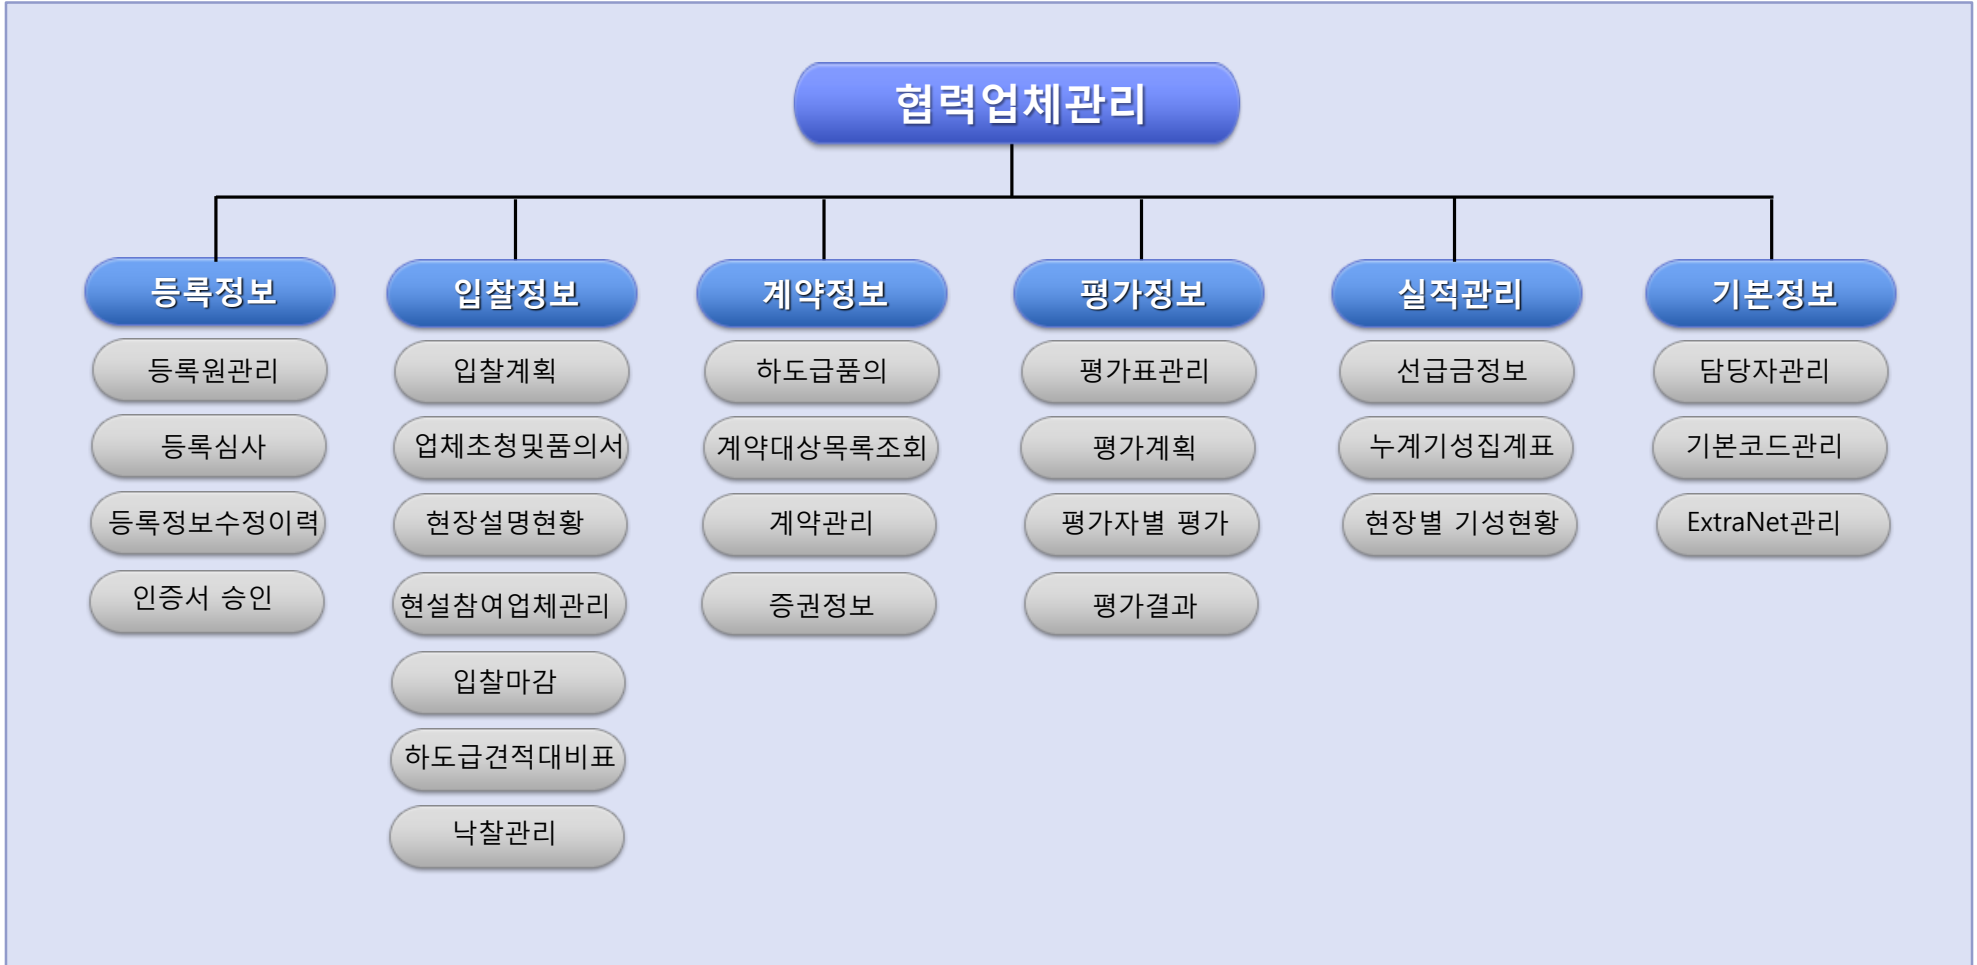 협력업체관리
등록정보
등록원관리
등록심사
등록정보수정이력
인증서 승인
입찰정보
입찰계획
업체초청및품의서
현장설명현황
현설참여업체관리
입찰마감
하도급견적대비표
낙찰관리
계약정보
하도급품의
계약대상목록조회
계약관리
증권정보
평가정보
평가표관리
평가계획
평가자별 평가
평가결과
실적관리
선급금정보
누계기성집계표
현장별 기성현황
기본정보
담당자관리
기본코드관리
ExtraNet관리